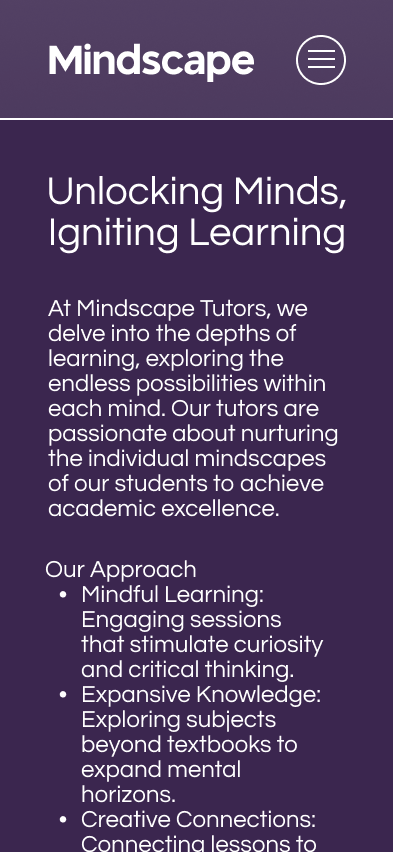 Mindscape
Unlocking Minds,
Igniting Learning
At Mindscape Tutors, we
delve into the depths of
learning, exploring the
endless possibilities within
each mind. Our tutors are
passionate about nurturing
the individual mindscapes
of our students to achieve
academic excellence.
Our Approach
• Mindful Learning:
Engaging sessions
that stimulate curiosity
and critical thinking.
• Expansive Knowledge:
Exploring subjects
beyond textbooks to
expand mental
horizons.
• Creative Connections:
Connecting lessons to